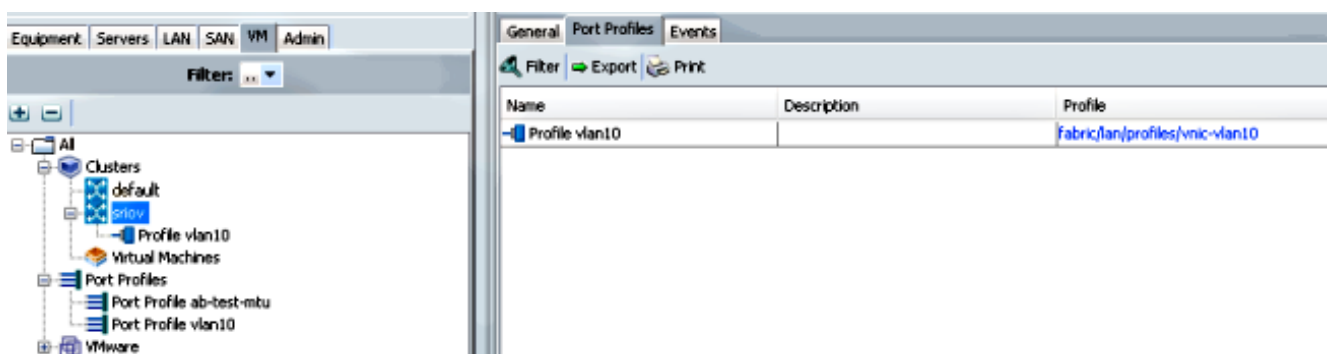 Equipment Servers LAN SAN VM Admin
Filter: ..
All
Clusters
default
sriov
Profile vlan10
Virtual Machines
Port Profiles
Port Profile ab-test-mtu
Port Profile vlan10
VMware
General Port Profiles Events
Filter Export Print
Name Description Profile
Profile vlan10 fabric/lan/profiles/vnic-vlan10